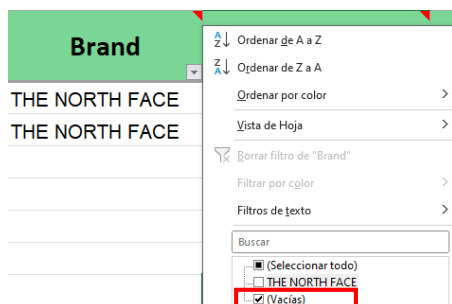 Brand
THE NORTH FACE
THE NORTH FACE
Ordenar de A a Z
Ordenar de Z a A
Ordenar por color
Vista de Hoja
Borrar filtro de "Brand"
Filtrar por color
Filtros de texto
Buscar
(Seleccionar todo)
THE NORTH FACE
(Vacías)